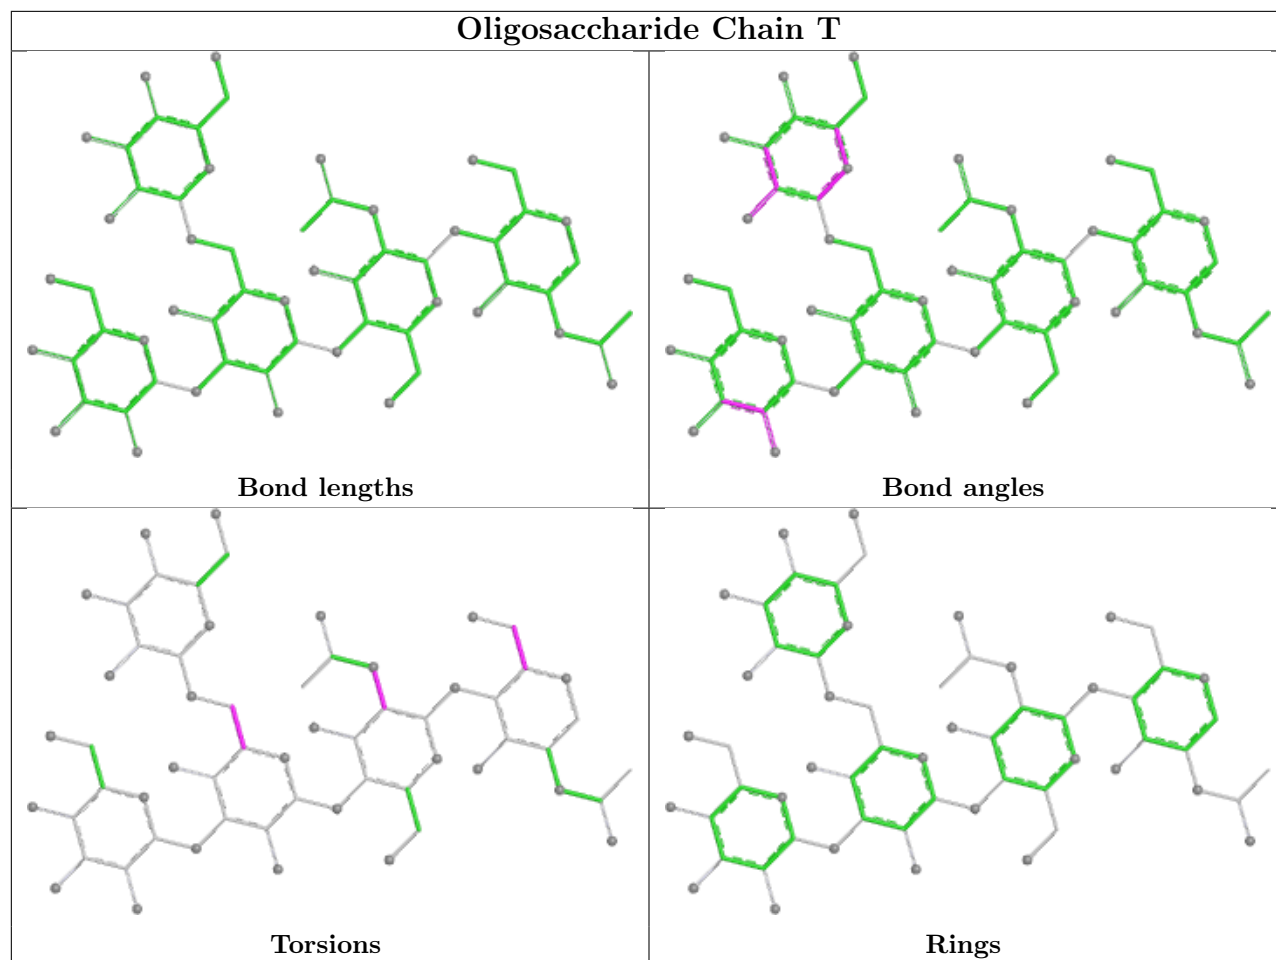 Oligosaccharide Chain T
Bond lengths
Bond angles
Torsions
Rings